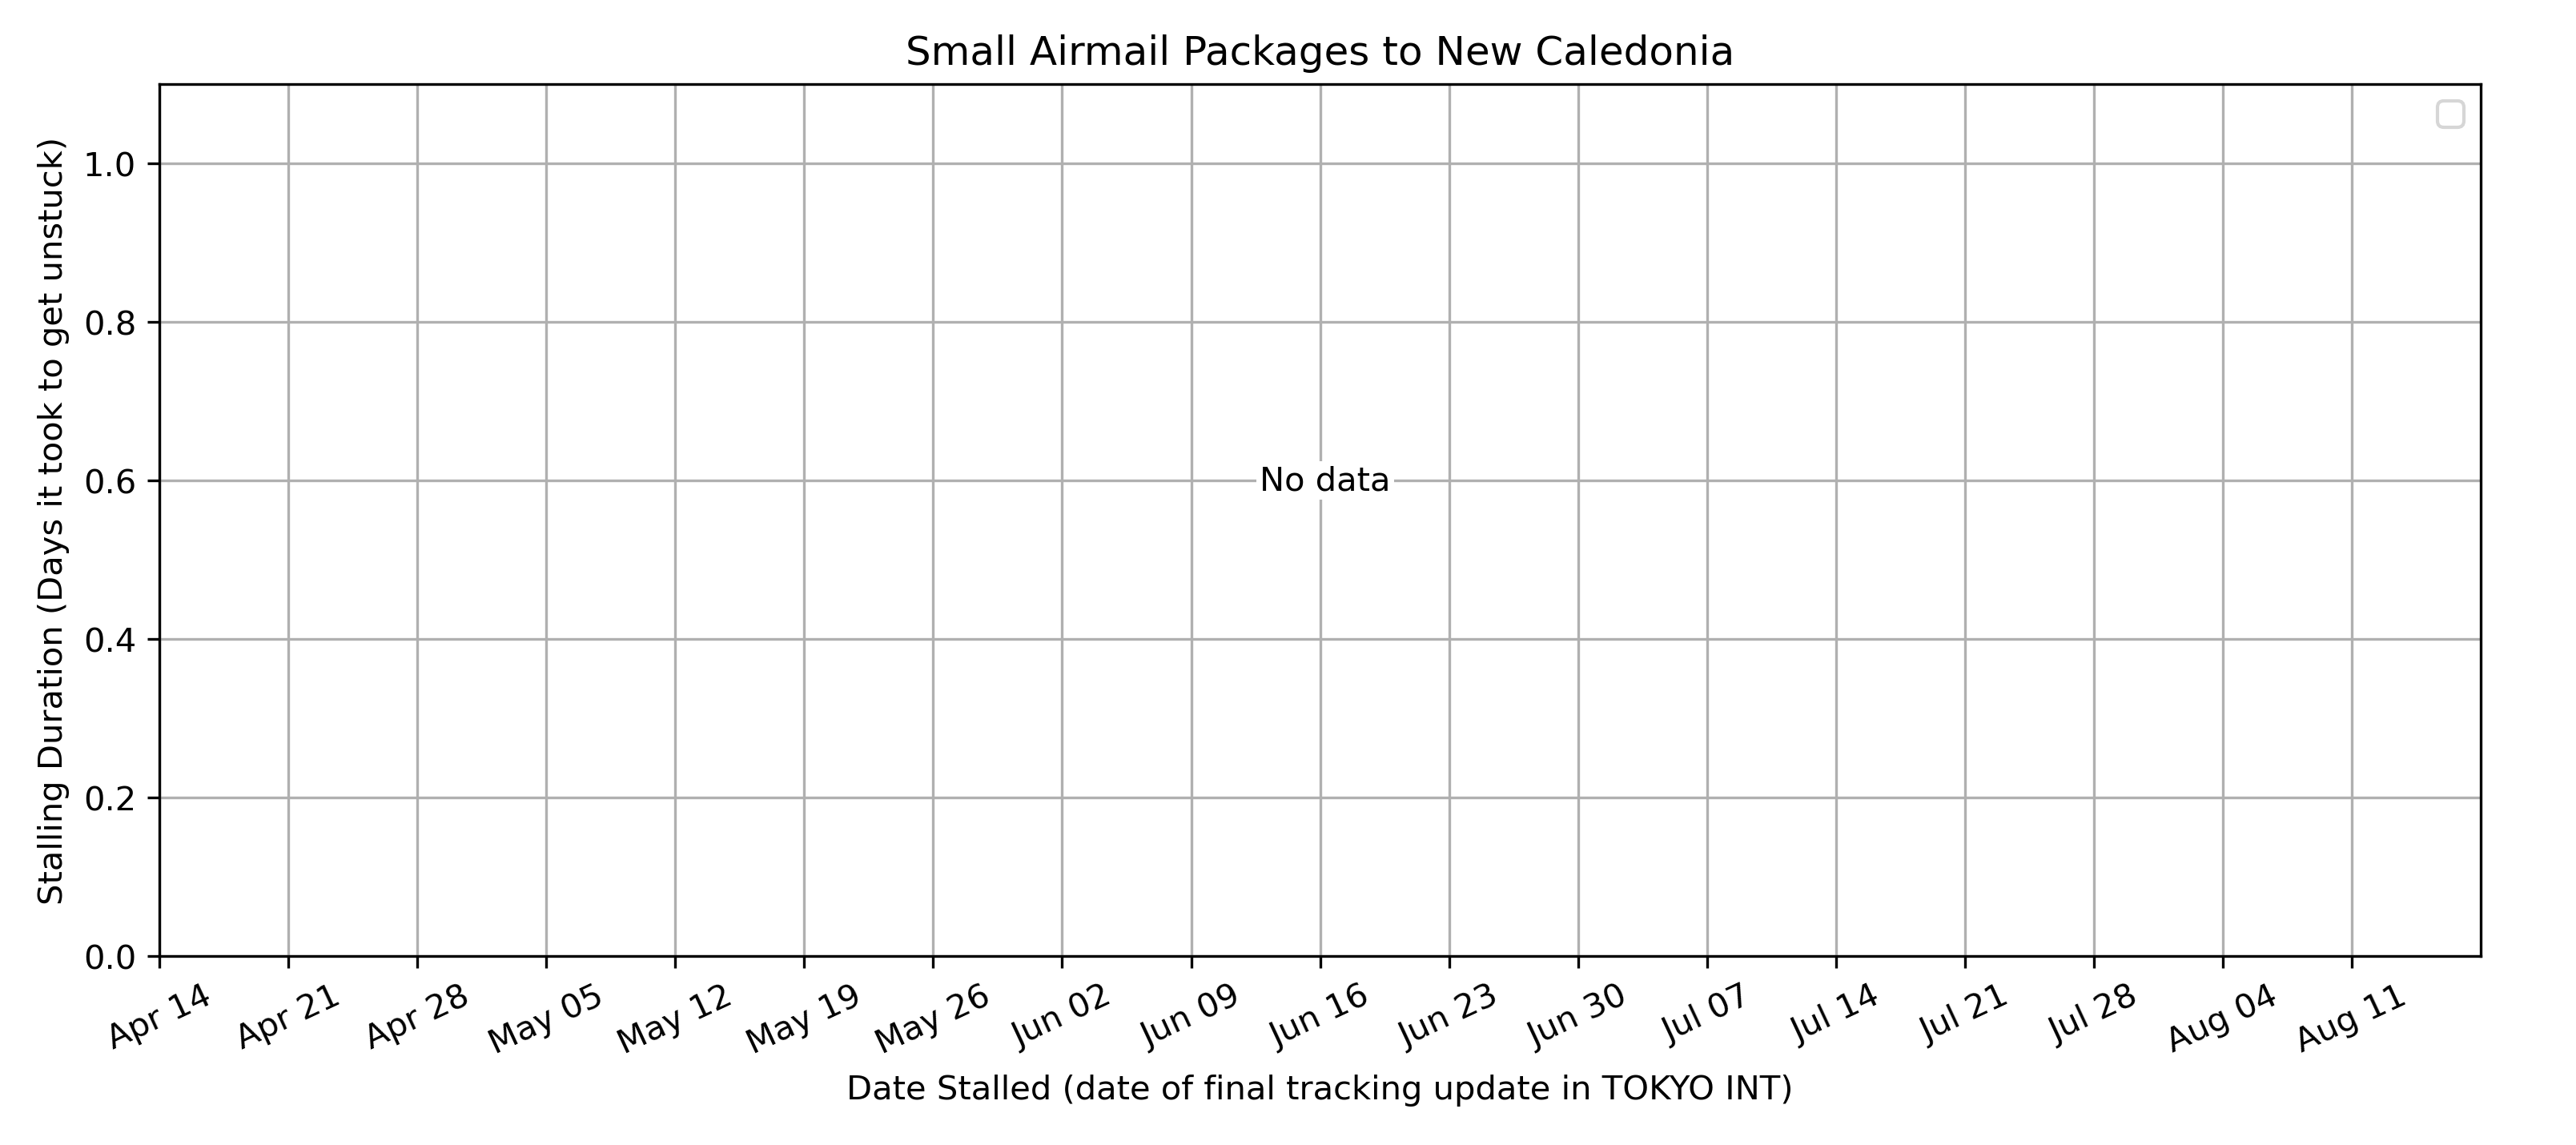 Small Airmail Packages to New Caledonia
Stalling Duration (Days it took to get unstuck)
1.0
0.8
0.6
0.4
0.2
0.0
No data
Apr 14 Apr 21 Apr 28 May 05 May 12 May 19 May 26 Jun 02 Jun 09 Jun 16 Jun 23 Jun 30 Jul 07 Jul 14 Jul 21 Jul 28 Aug 04 Aug 11
Date Stalled (date of final tracking update in TOKYO INT)